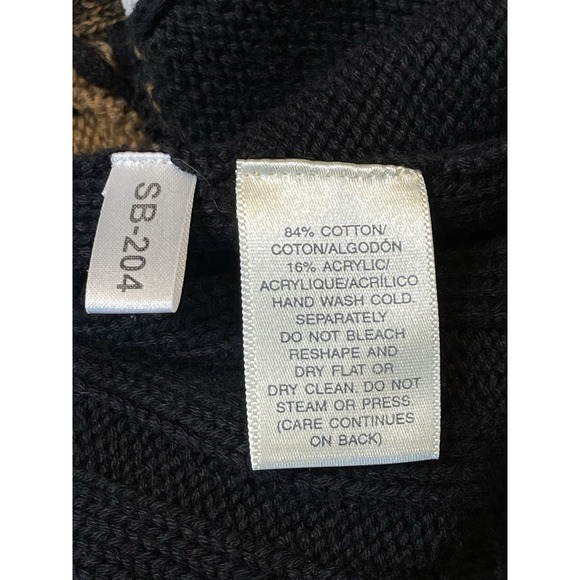 SB-204
84% COTTON/
COTON/ALGODÓN
16% ACRYLIC/
ACRYLIQUE/ACRÍLICO
HAND WASH COLD
SEPARATELY
DO NOT BLEACH
RESHAPE AND
DRY FLAT OR
DRY CLEAN. DO NOT
STEAM OR PRESS
(CARE CONTINUES
ON BACK)